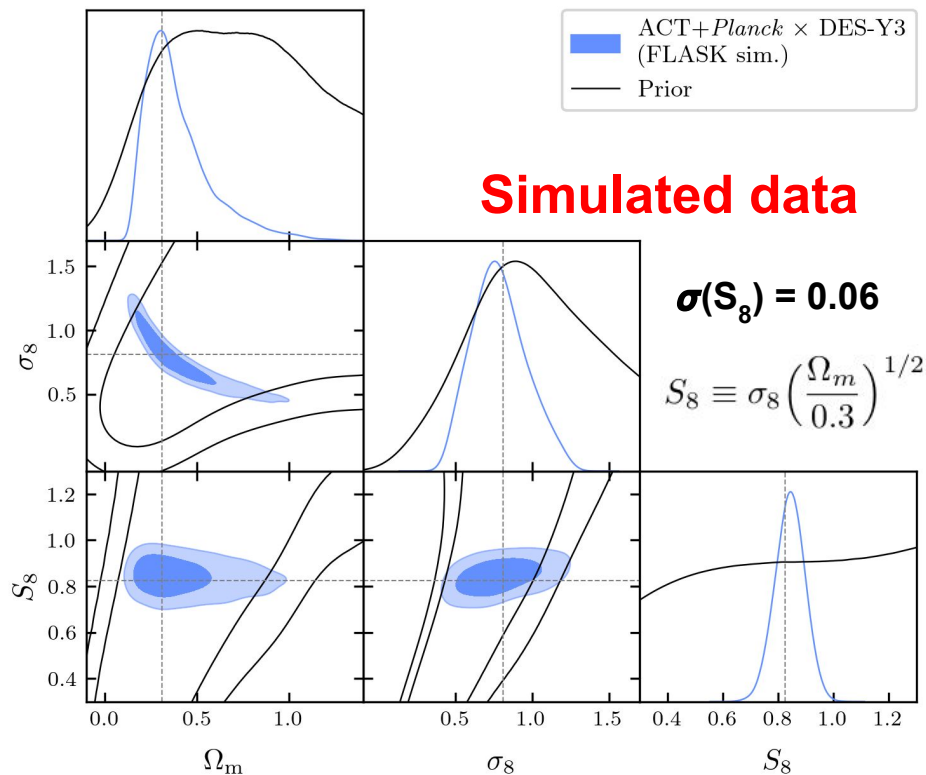 ACT+Planck × DES-Y3
(FLASK sim.)
Prior
Simulated data
σ(S₈) = 0.06
S₈ ≡ σ₈(Ωₘ/0.3)^1/2
1.5
1.0
0.5
σ₈
1.2
1.0
0.8
0.6
0.4
S₈
0.0 0.5 1.0
Ωₘ
0.5 1.0 1.5
σ₈
0.4 0.6 0.8 1.0 1.2
S₈